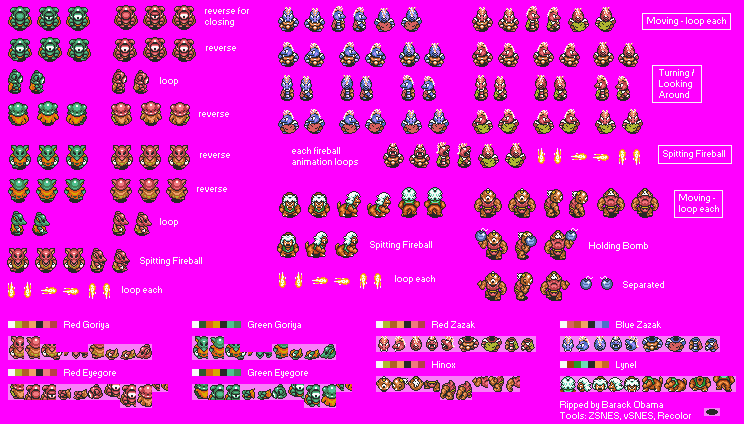 reverse for
closing
Moving - loop each
reverse
loop
Turning /
Looking
Around
reverse
reverse
each fireball
animation loops
Spitting Fireball
reverse
Moving -
loop each
loop
Spitting Fireball
Holding Bomb
Spitting Fireball
loop each
Separated
loop each
Red Goriya
Green Goriya
Red Zazak
Blue Zazak
Red Eyegore
Green Eyegore
Hinox
Lynel
Ripped by Barack Obama
Tools: ZSNES, vSNES, Recolor